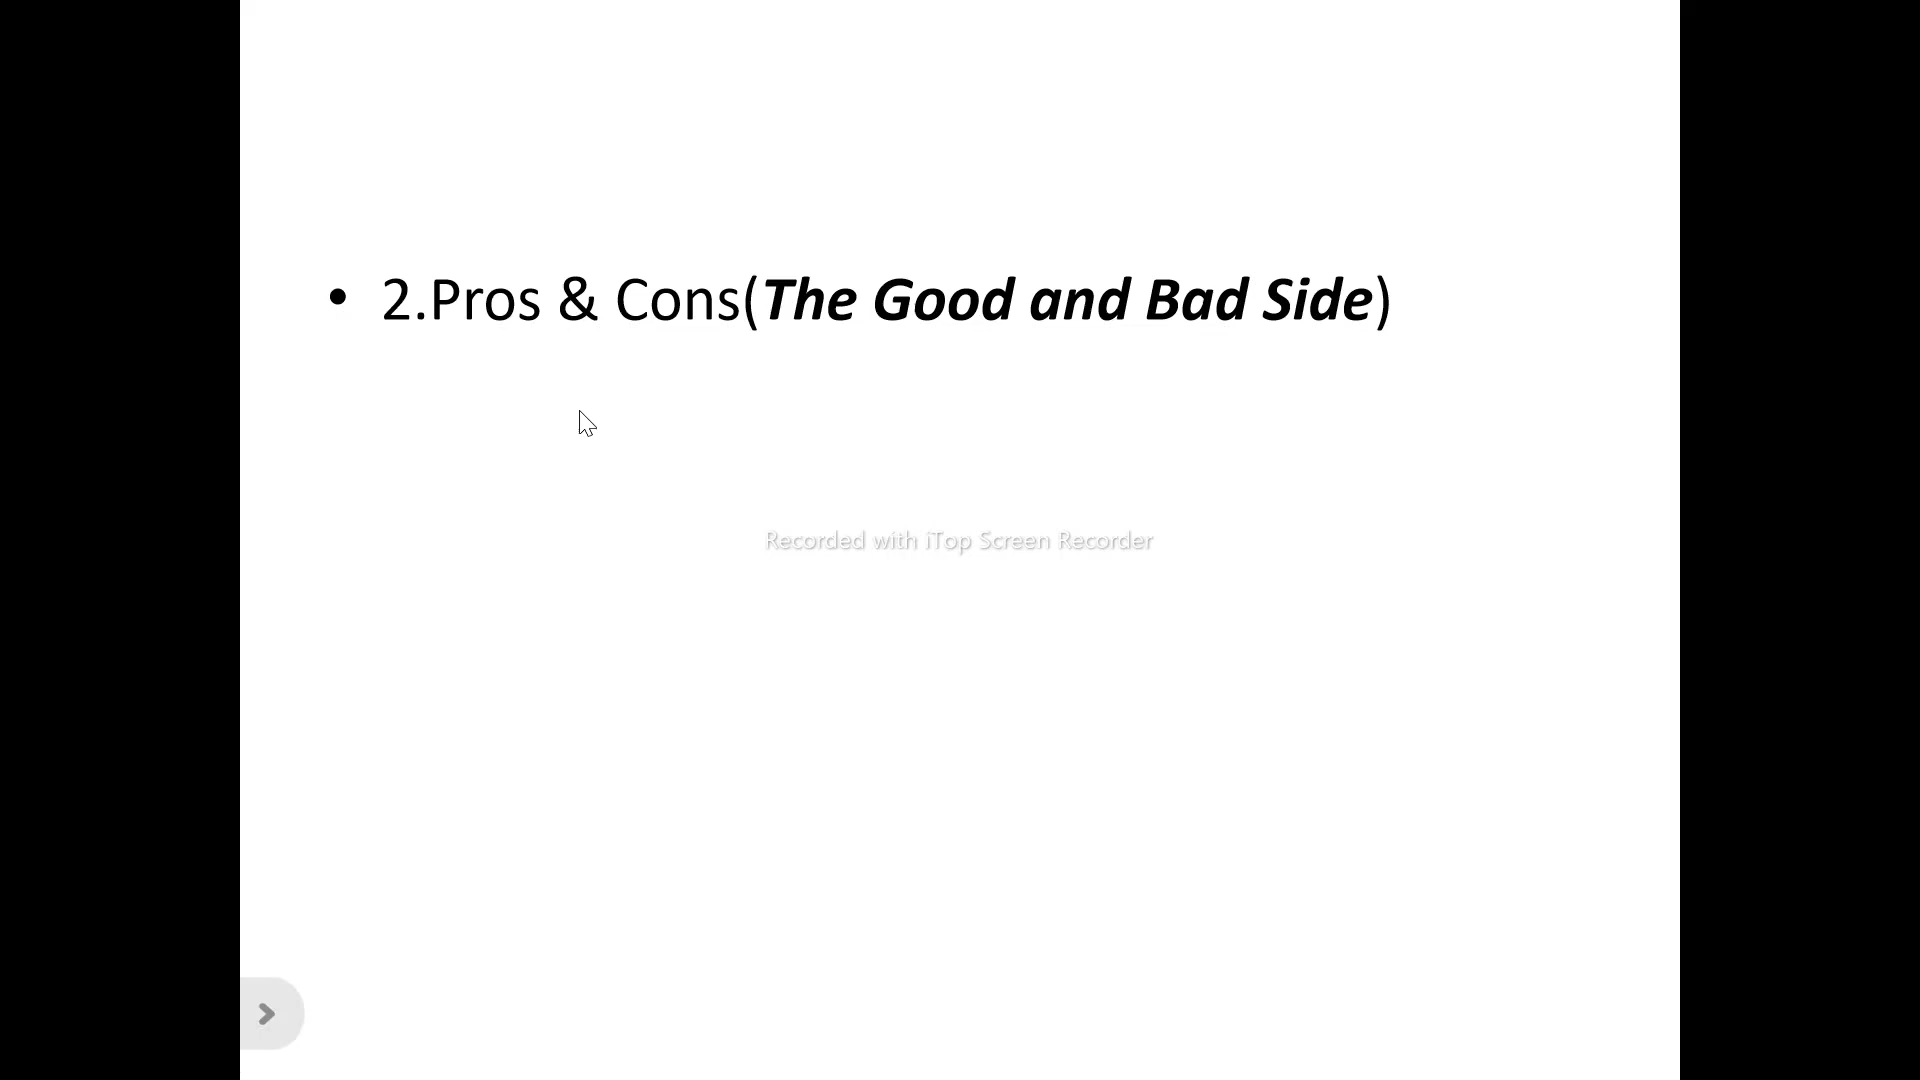 • 2.Pros & Cons(The Good and Bad Side)
Recorded with iTop Screen Recorder